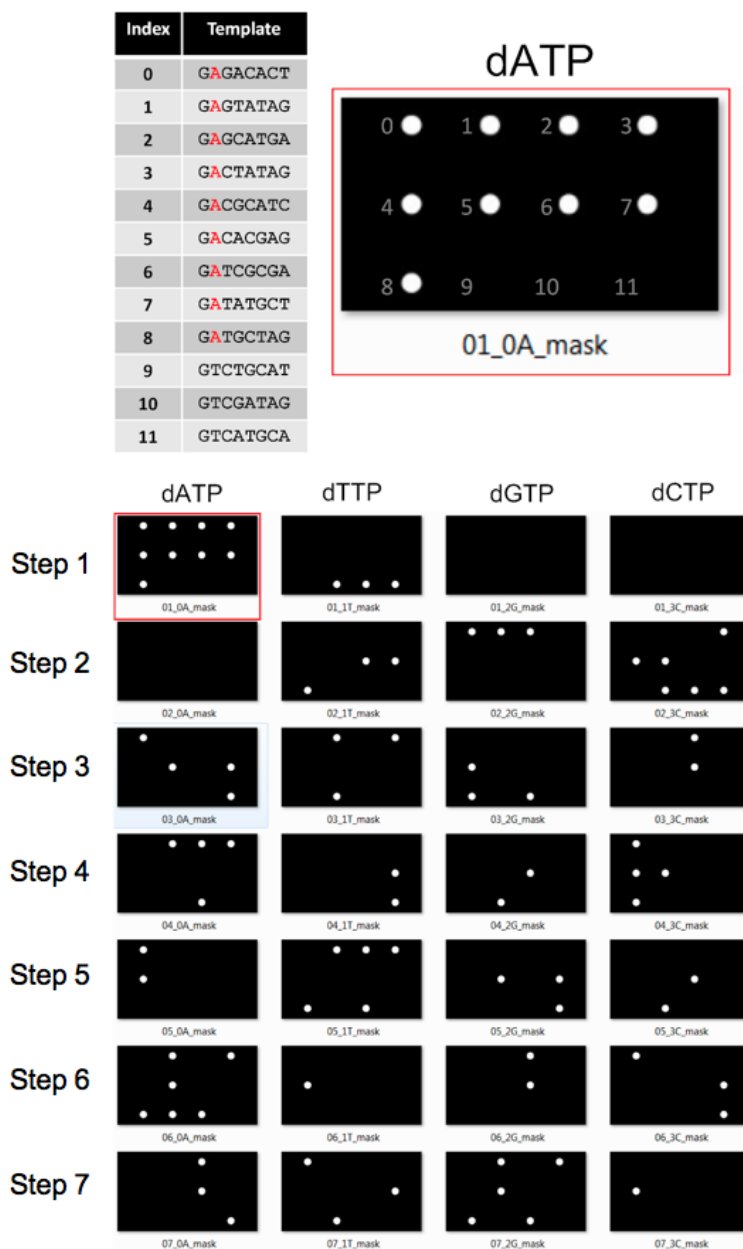 Index Template
0 GAGACACT
1 GAGTATAG
2 GAGCATGA
3 GACTATAG
4 GACGCATC
5 GACACGAG
6 GATCGCGA
7 GATATGCT
8 GATGCTAG
9 GTCTGCAT
10 GTCGATAG
11 GTCATGCA
dATP
0 1 2 3
4 5 6 7
8 9 10 11
01_0A_mask
dATP dTTP dGTP dCTP
Step 1
01_0A_mask 01_1T_mask 01_2G_mask 01_3C_mask
Step 2
02_0A_mask 02_1T_mask 02_2G_mask 02_3C_mask
Step 3
03_0A_mask 03_1T_mask 03_2G_mask 03_3C_mask
Step 4
04_0A_mask 04_1T_mask 04_2G_mask 04_3C_mask
Step 5
05_0A_mask 05_1T_mask 05_2G_mask 05_3C_mask
Step 6
06_0A_mask 06_1T_mask 06_2G_mask 06_3C_mask
Step 7
07_0A_mask 07_1T_mask 07_2G_mask 07_3C_mask